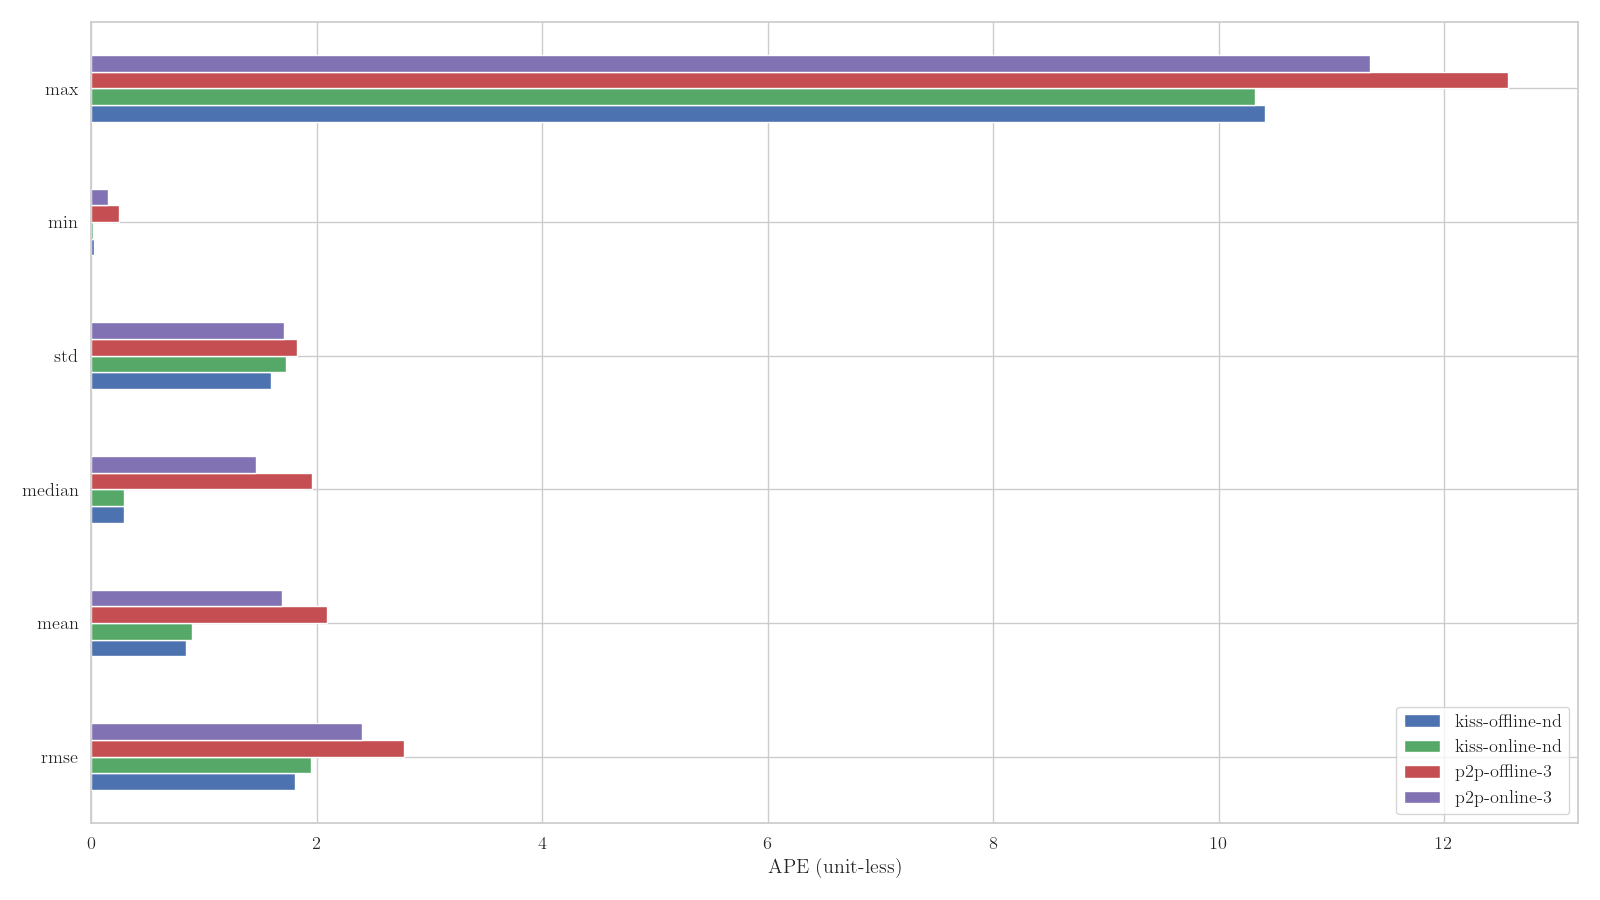 max
min
std
median
mean
rmse
kiss-offline-nd
kiss-online-nd
p2p-offline-3
p2p-online-3
0 2 4 6 8 10 12
APE (unit-less)